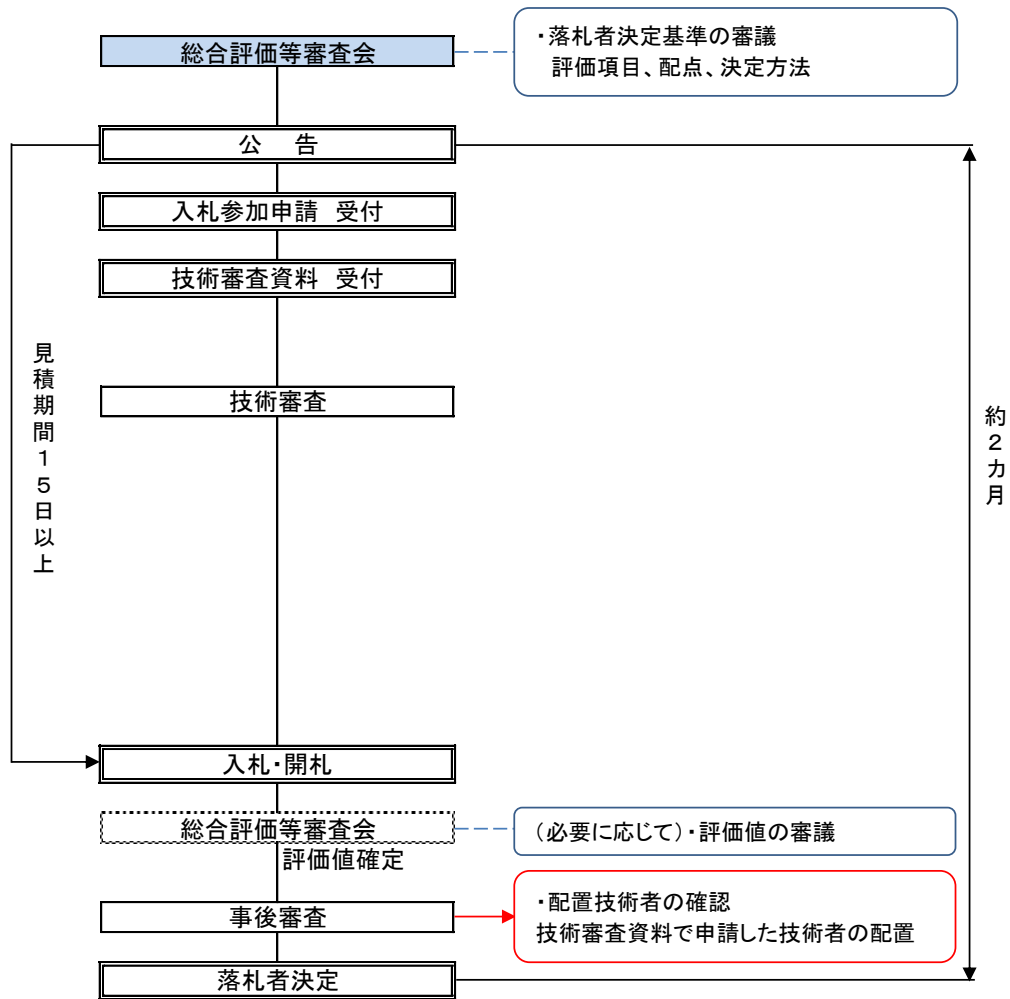 総合評価等審査会
・落札者決定基準の審議
評価項目、配点、決定方法
公　告
入札参加申請　受付
技術審査資料　受付
見積期間１５日以上
技術審査
約２カ月
入札・開札
総合評価等審査会
（必要に応じて）・評価値の審議
評価値確定
事後審査
・配置技術者の確認
技術審査資料で申請した技術者の配置
落札者決定